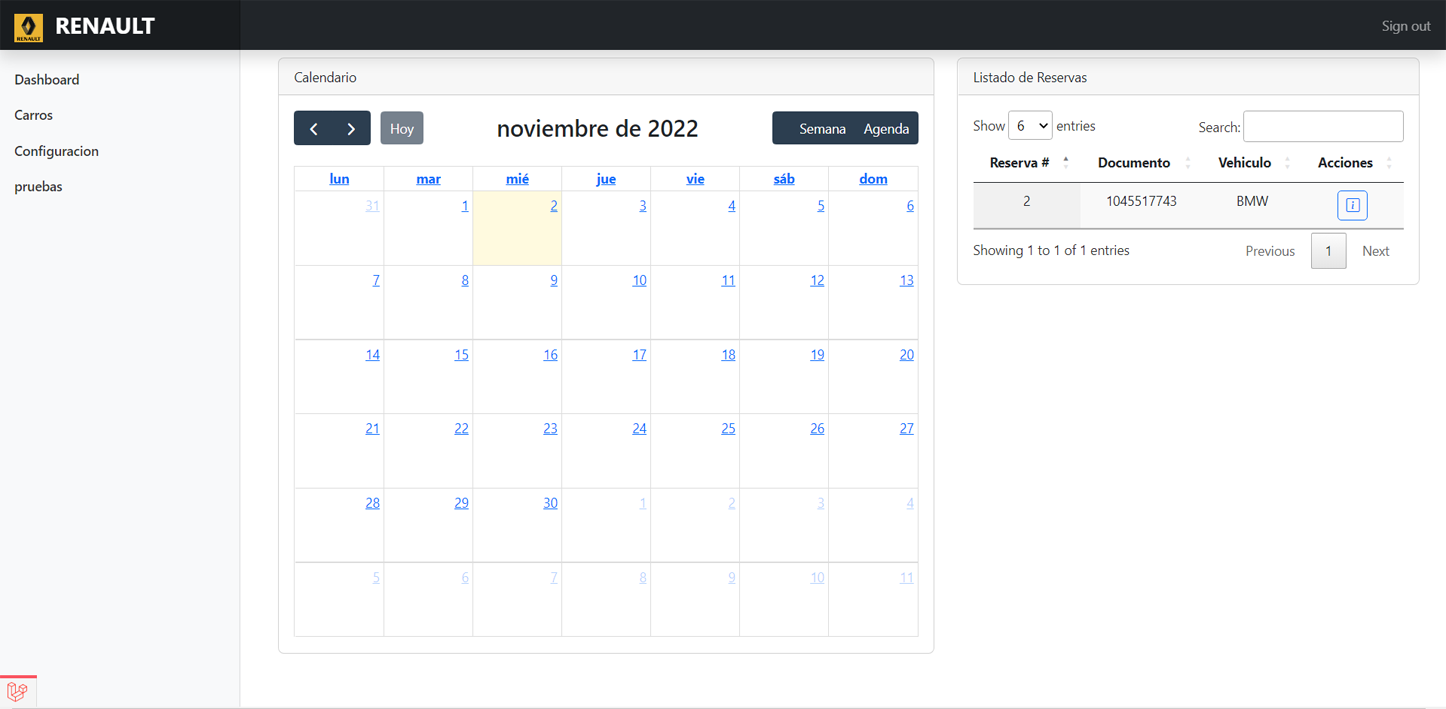 RENAULT RENAULT Sign out
Dashboard
Carros
Configuracion
pruebas
Calendario
Hoy noviembre de 2022 Semana Agenda
lun mar mié jue vie sáb dom
31 1 2 3 4 5 6
7 8 9 10 11 12 13
14 15 16 17 18 19 20
21 22 23 24 25 26 27
28 29 30 1 2 3 4
5 6 7 8 9 10 11
Listado de Reservas
Show 6 entries Search:
Reserva # Documento Vehiculo Acciones
2 1045517743 BMW i
Showing 1 to 1 of 1 entries Previous 1 Next